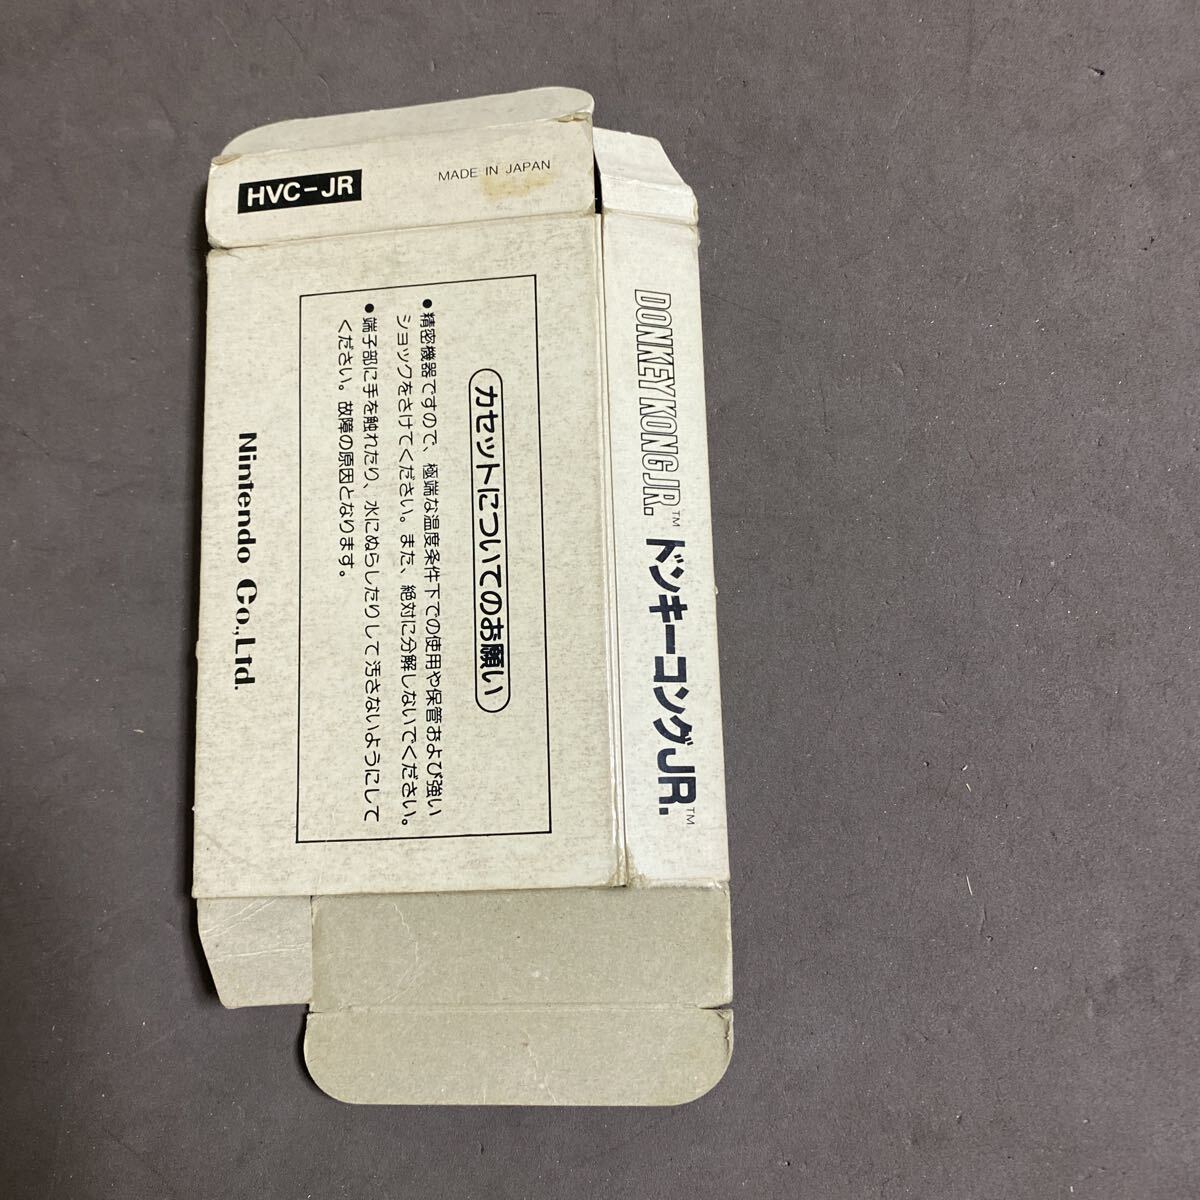 HVC-JR
MADE IN JAPAN
カセットについてのお願い
●精密機器ですので、極端な温度条件下での使用や保管および強い
ショックをさけてください。また、絶対に分解しないでください。
●端子部に手を触れたり、水にぬらしたりして汚さないようにして
ください。故障の原因となります。
Nintendo Co.,Ltd.
DONKEY KONG JR.™ ドンキーコングJR.™